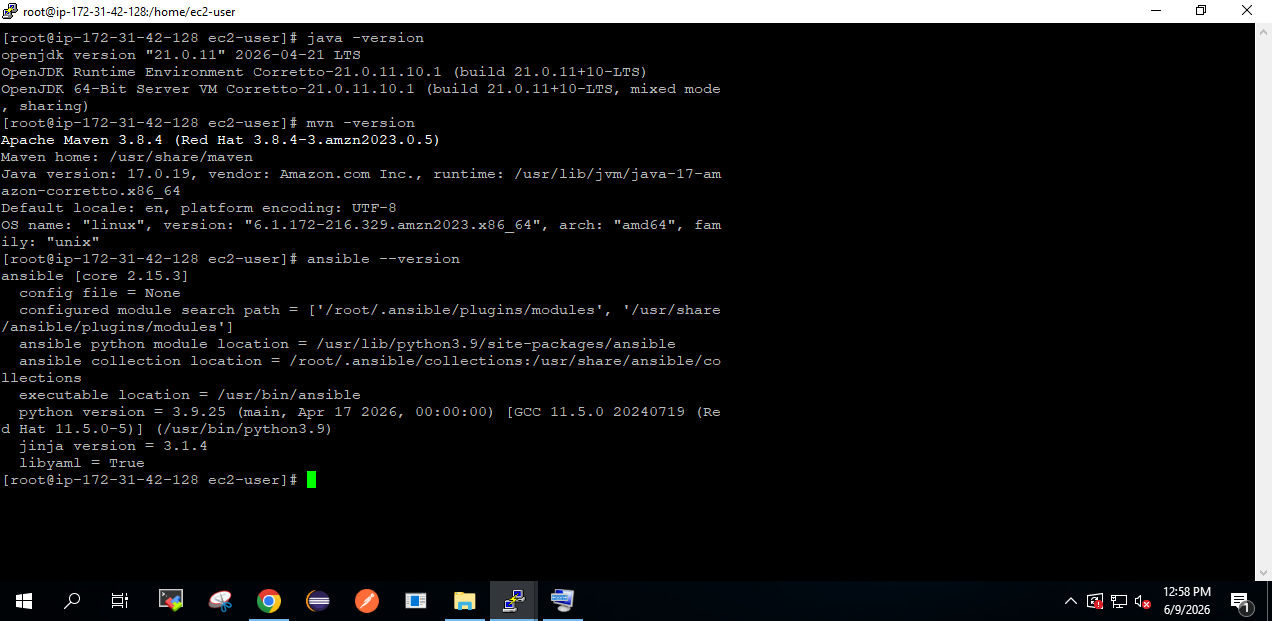 root@ip-172-31-42-128:/home/ec2-user
[root@ip-172-31-42-128 ec2-user]# java -version
openjdk version "21.0.11" 2026-04-21 LTS
OpenJDK Runtime Environment Corretto-21.0.11.10.1 (build 21.0.11+10-LTS)
OpenJDK 64-Bit Server VM Corretto-21.0.11.10.1 (build 21.0.11+10-LTS, mixed mode
, sharing)
[root@ip-172-31-42-128 ec2-user]# mvn -version
Apache Maven 3.8.4 (Red Hat 3.8.4-3.amzn2023.0.5)
Maven home: /usr/share/maven
Java version: 17.0.19, vendor: Amazon.com Inc., runtime: /usr/lib/jvm/java-17-am
azon-corretto.x86_64
Default locale: en, platform encoding: UTF-8
OS name: "linux", version: "6.1.172-216.329.amzn2023.x86_64", arch: "amd64", fam
ily: "unix"
[root@ip-172-31-42-128 ec2-user]# ansible --version
ansible [core 2.15.3]
  config file = None
  configured module search path = ['/root/.ansible/plugins/modules', '/usr/share
/ansible/plugins/modules']
  ansible python module location = /usr/lib/python3.9/site-packages/ansible
  ansible collection location = /root/.ansible/collections:/usr/share/ansible/co
llections
  executable location = /usr/bin/ansible
  python version = 3.9.25 (main, Apr 17 2026, 00:00:00) [GCC 11.5.0 20240719 (Re
d Hat 11.5.0-5)] (/usr/bin/python3.9)
  jinja version = 3.1.4
  libyaml = True
[root@ip-172-31-42-128 ec2-user]#
12:58 PM
6/9/2026
1